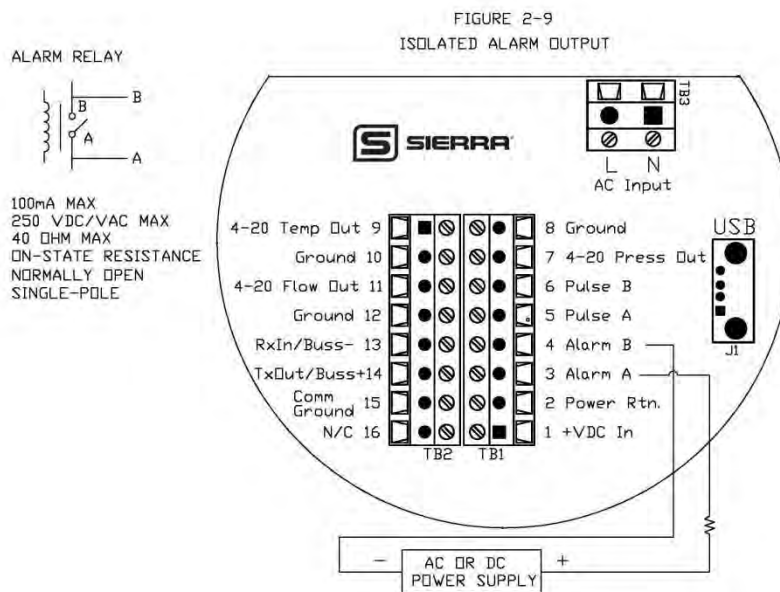 FIGURE 2-9
ISOLATED ALARM OUTPUT
ALARM RELAY
B
B
A
A
100mA MAX
250 VDC/VAC MAX
40 OHM MAX
ON-STATE RESISTANCE
NORMALLY OPEN
SINGLE-POLE
SIERRA
TB3
L N
AC Input
USB
J1
4-20 Temp Out 9
Ground 10
4-20 Flow Out 11
Ground 12
RxIn/Buss- 13
TxOut/Buss+14
Comm
Ground 15
N/C 16
8 Ground
7 4-20 Press Out
6 Pulse B
5 Pulse A
4 Alarm B
3 Alarm A
2 Power Rtn.
1 +VDC In
TB2 TB1
- AC OR DC +
POWER SUPPLY